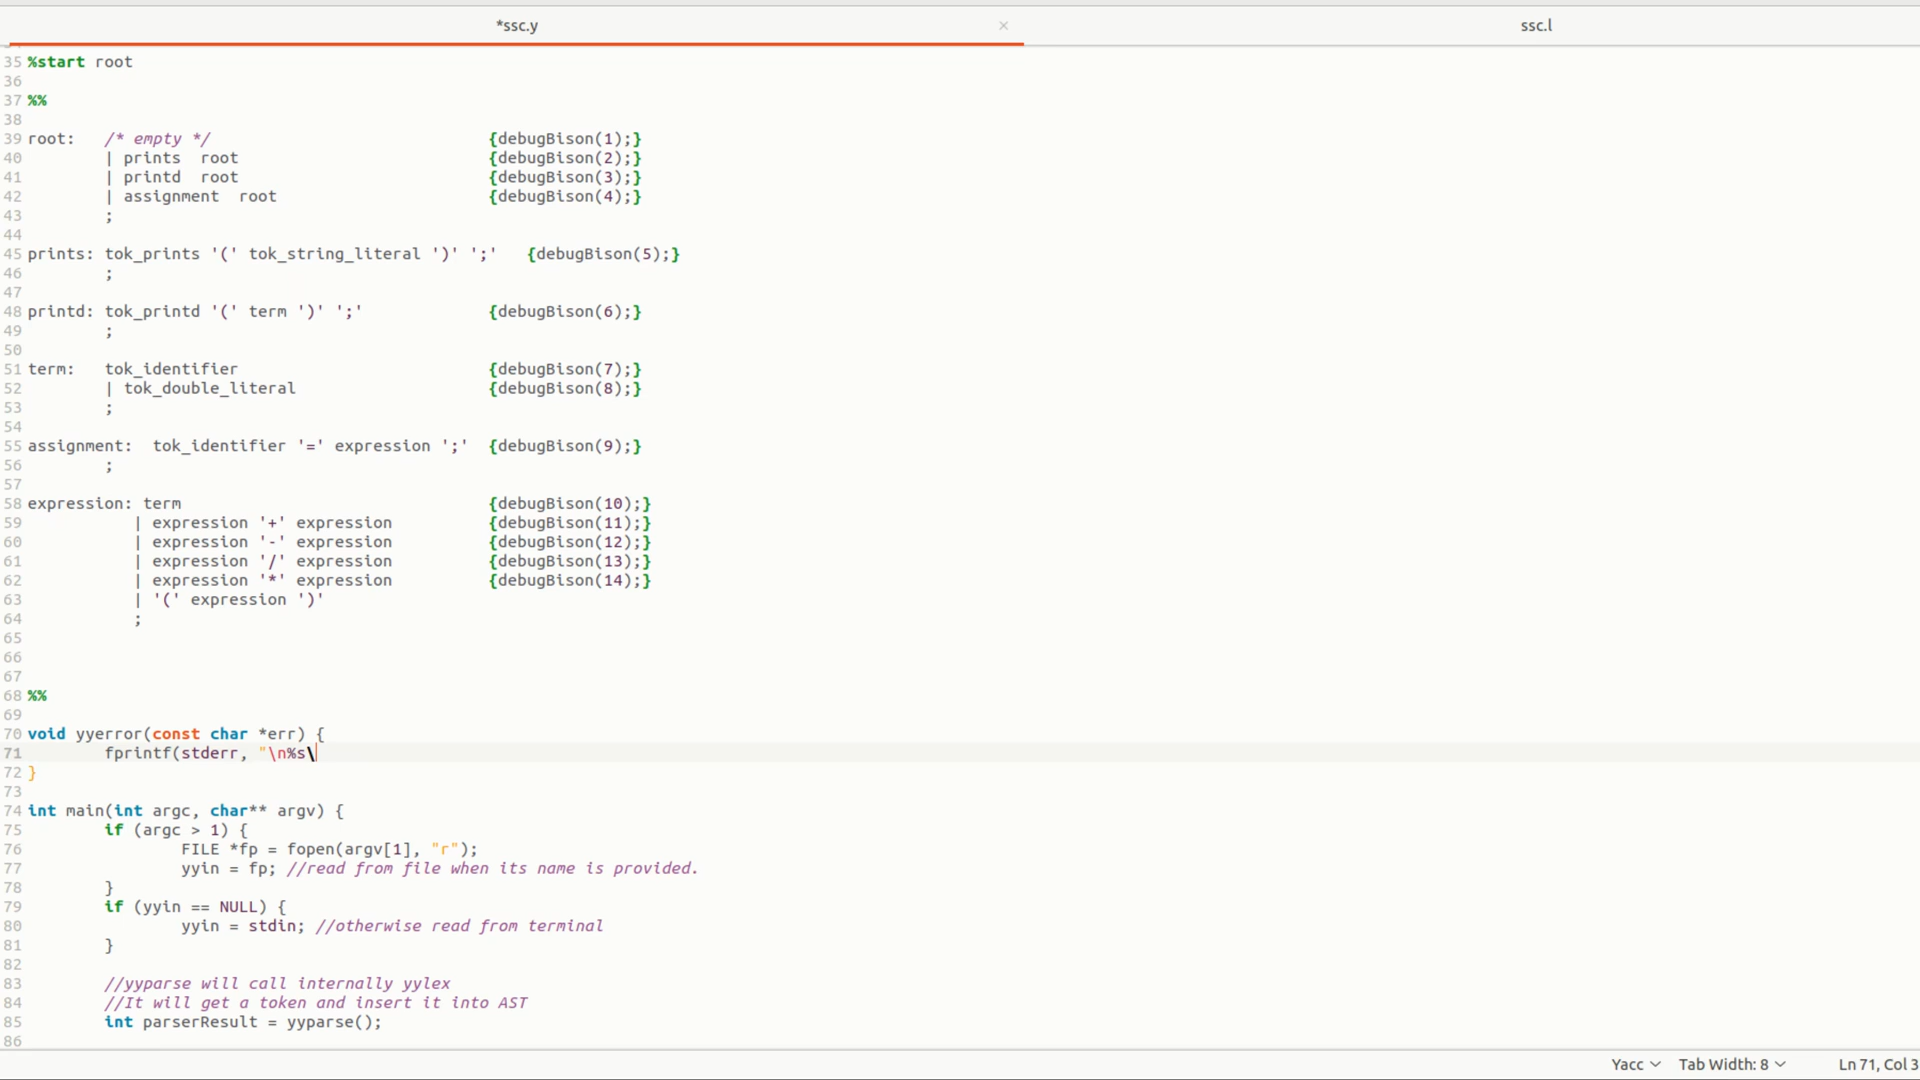 *ssc.y × ssc.l
35 %start root
36
37 %%
38
39 root:   /* empty */                             {debugBison(1);}
40         | prints  root                          {debugBison(2);}
41         | printd  root                          {debugBison(3);}
42         | assignment  root                      {debugBison(4);}
43         ;
44
45 prints: tok_prints '(' tok_string_literal ')' ';'   {debugBison(5);}
46         ;
47
48 printd: tok_printd '(' term ')' ';'             {debugBison(6);}
49         ;
50
51 term:   tok_identifier                          {debugBison(7);}
52         | tok_double_literal                    {debugBison(8);}
53         ;
54
55 assignment:  tok_identifier '=' expression ';'  {debugBison(9);}
56         ;
57
58 expression: term                                {debugBison(10);}
59            | expression '+' expression          {debugBison(11);}
60            | expression '-' expression          {debugBison(12);}
61            | expression '/' expression          {debugBison(13);}
62            | expression '*' expression          {debugBison(14);}
63            | '(' expression ')'
64            ;
65
66
67
68 %%
69
70 void yyerror(const char *err) {
71         fprintf(stderr, "\n%s\
72 }
73
74 int main(int argc, char** argv) {
75         if (argc > 1) {
76                 FILE *fp = fopen(argv[1], "r");
77                 yyin = fp; //read from file when its name is provided.
78         }
79         if (yyin == NULL) {
80                 yyin = stdin; //otherwise read from terminal
81         }
82
83         //yyparse will call internally yylex
84         //It will get a token and insert it into AST
85         int parserResult = yyparse();
86
Yacc Tab Width: 8 Ln 71, Col 3